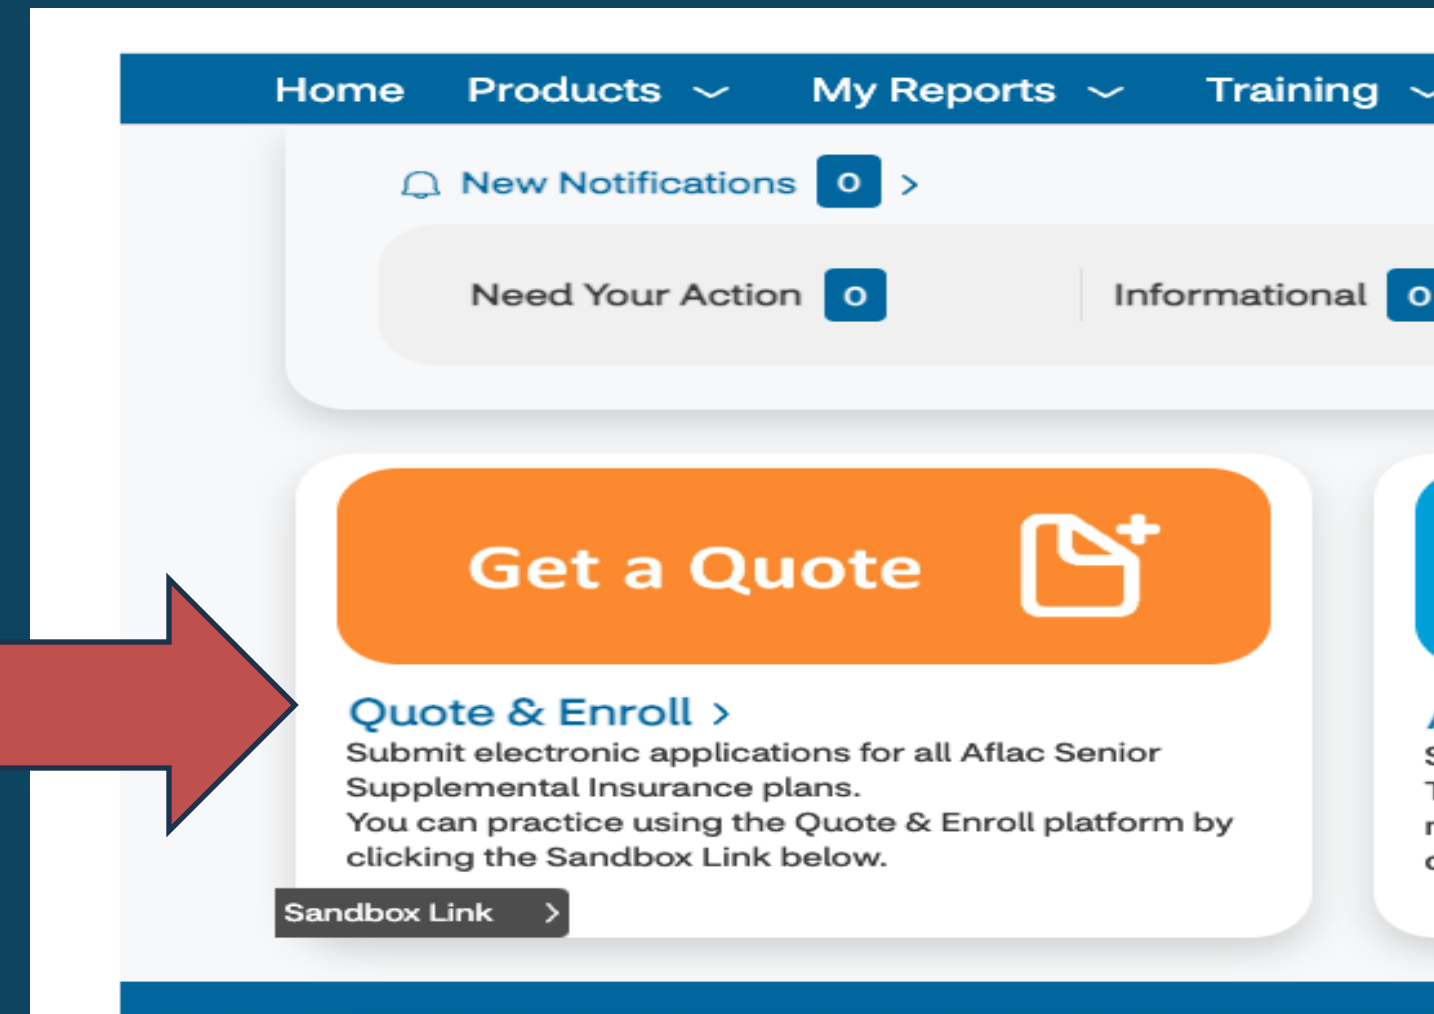 Home Products My Reports Training
New Notifications 0 >
Need Your Action 0 Informational 0
Get a Quote
Quote & Enroll >
Submit electronic applications for all Aflac Senior
Supplemental Insurance plans.
You can practice using the Quote & Enroll platform by
clicking the Sandbox Link below.
Sandbox Link >